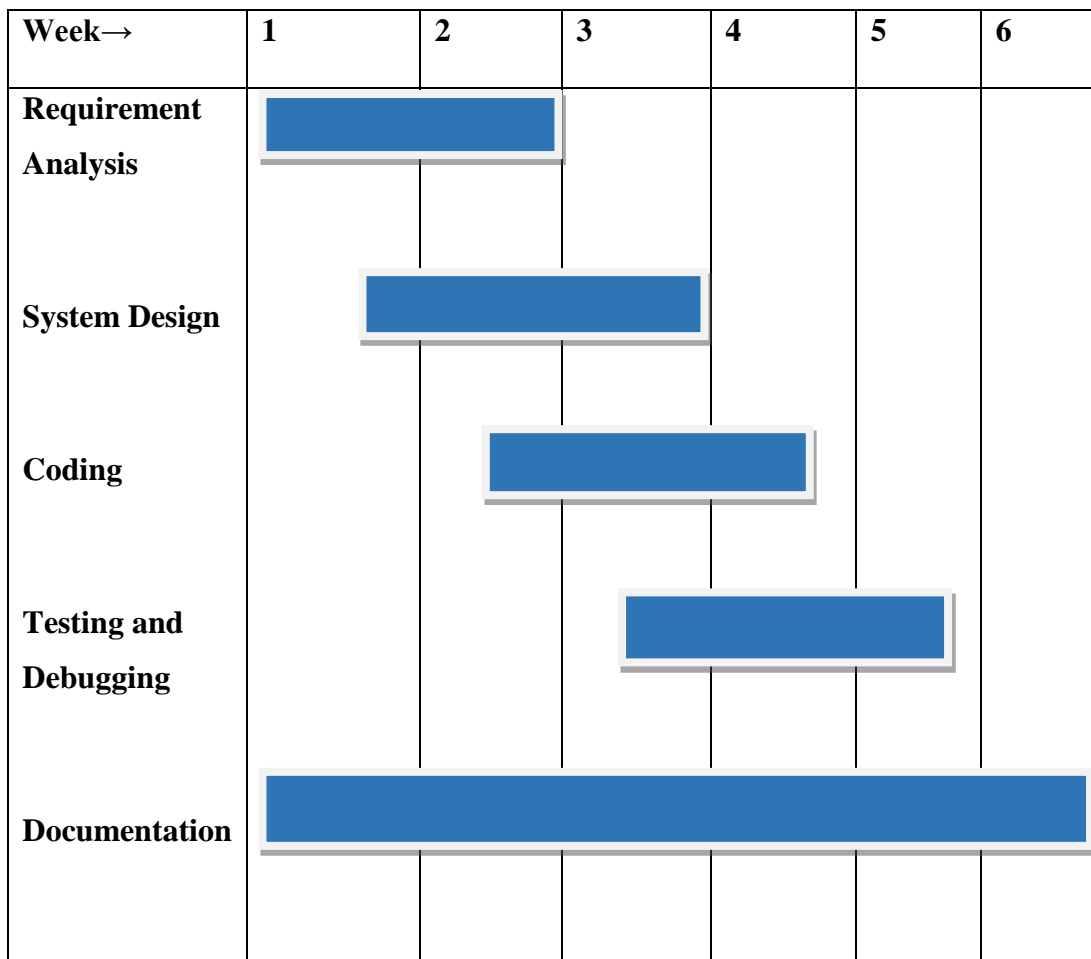 Week→ 1 2 3 4 5 6
Requirement
Analysis
System Design
Coding
Testing and
Debugging
Documentation